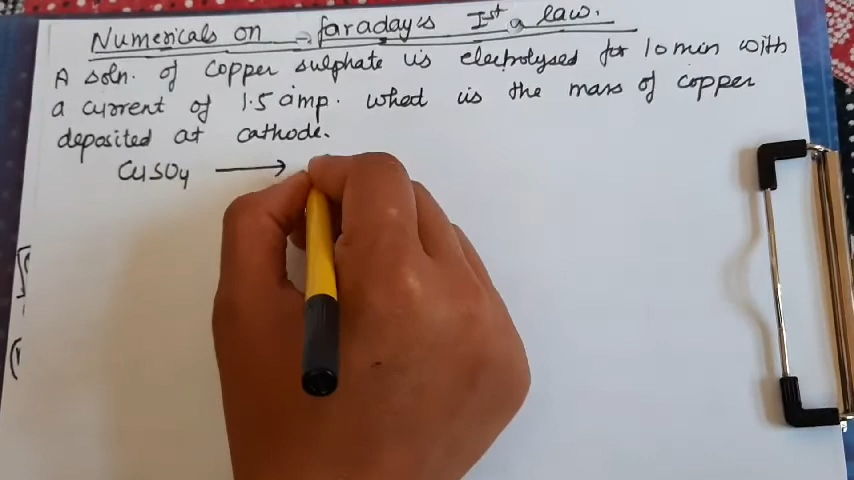 Numericals on faraday's Ist law.
A soln. of copper sulphate is electrolysed for 10 min with
a current of 1.5 amp. what is the mass of copper
deposited at cathode.
CuSO4 →